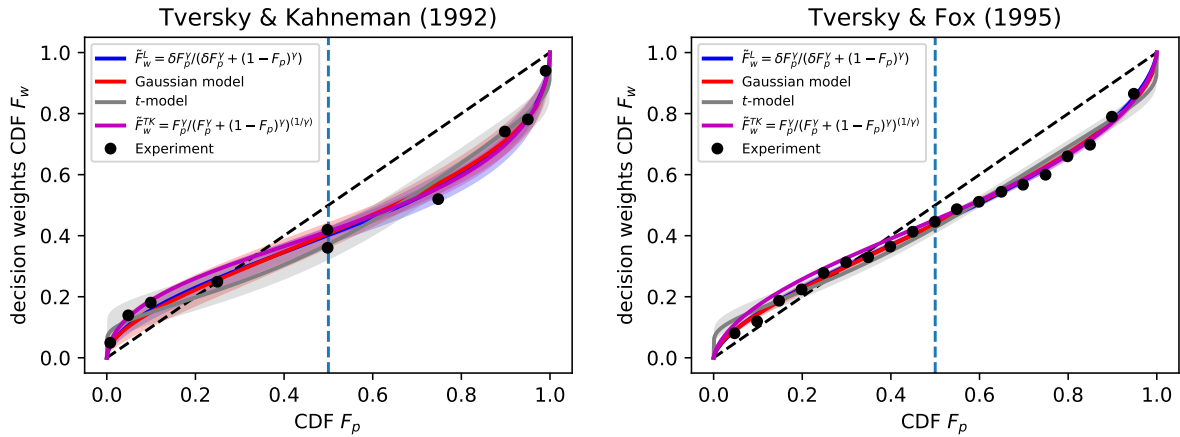 Tversky & Kahneman (1992)
decision weights CDF F_w
1.0
0.8
0.6
0.4
0.2
0.0
F̃_w^L = δF_p^γ/(δF_p^γ + (1 − F_p)^γ)
Gaussian model
t-model
F̃_w^TK = F_p^γ/(F_p^γ + (1 − F_p)^γ)^(1/γ)
Experiment
0.0 0.2 0.4 0.6 0.8 1.0
CDF F_p
Tversky & Fox (1995)
decision weights CDF F_w
1.0
0.8
0.6
0.4
0.2
0.0
F̃_w^L = δF_p^γ/(δF_p^γ + (1 − F_p)^γ)
Gaussian model
t-model
F̃_w^TK = F_p^γ/(F_p^γ + (1 − F_p)^γ)^(1/γ)
Experiment
0.0 0.2 0.4 0.6 0.8 1.0
CDF F_p